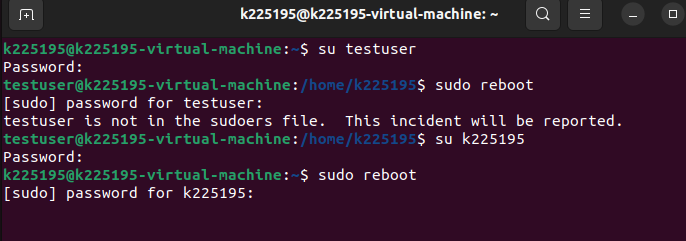 k225195@k225195-virtual-machine: ~
k225195@k225195-virtual-machine:~$ su testuser
Password:
testuser@k225195-virtual-machine:/home/k225195$ sudo reboot
[sudo] password for testuser:
testuser is not in the sudoers file.  This incident will be reported.
testuser@k225195-virtual-machine:/home/k225195$ su k225195
Password:
k225195@k225195-virtual-machine:~$ sudo reboot
[sudo] password for k225195: